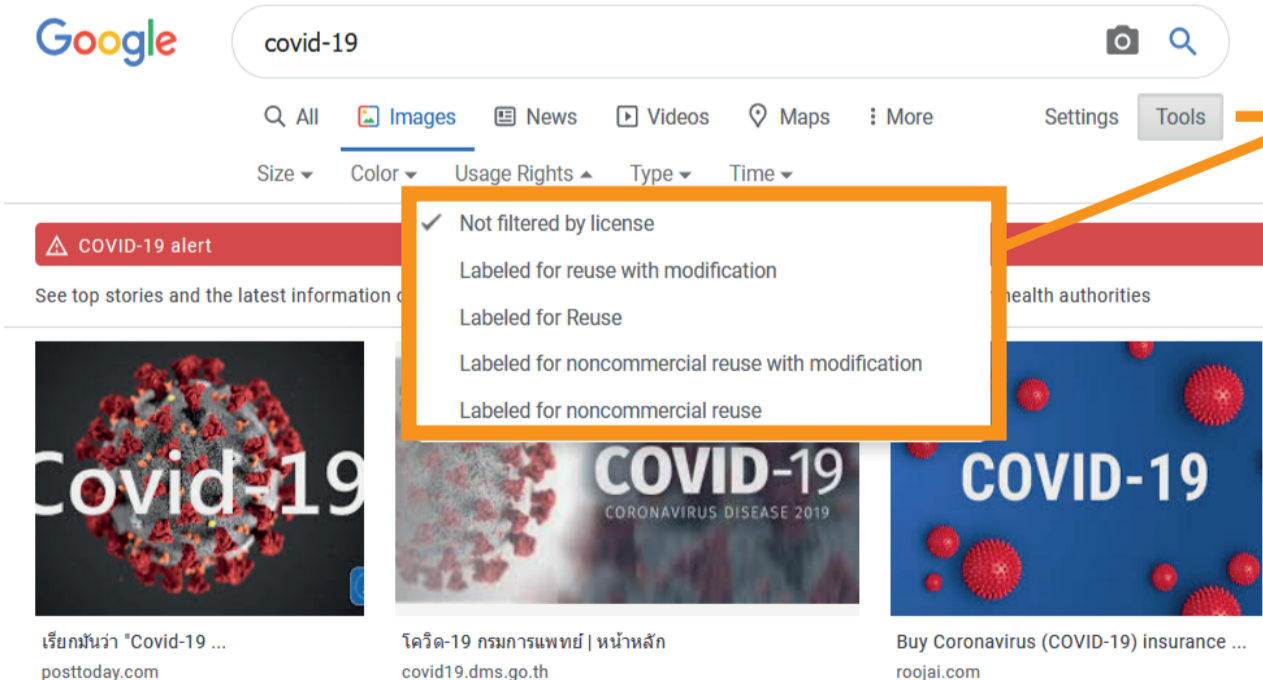 Google
covid-19
All Images News Videos Maps More Settings Tools
Size Color Usage Rights Type Time
Not filtered by license
Labeled for reuse with modification
Labeled for Reuse
Labeled for noncommercial reuse with modification
Labeled for noncommercial reuse
COVID-19 alert
See top stories and the latest information health authorities
Covid-19
COVID-19
CORONAVIRUS DISEASE 2019
COVID-19
เรียกมันว่า "Covid-19 ...
posttoday.com
โควิด-19 กรมการแพทย์ | หน้าหลัก
covid19.dms.go.th
Buy Coronavirus (COVID-19) insurance ...
roojai.com